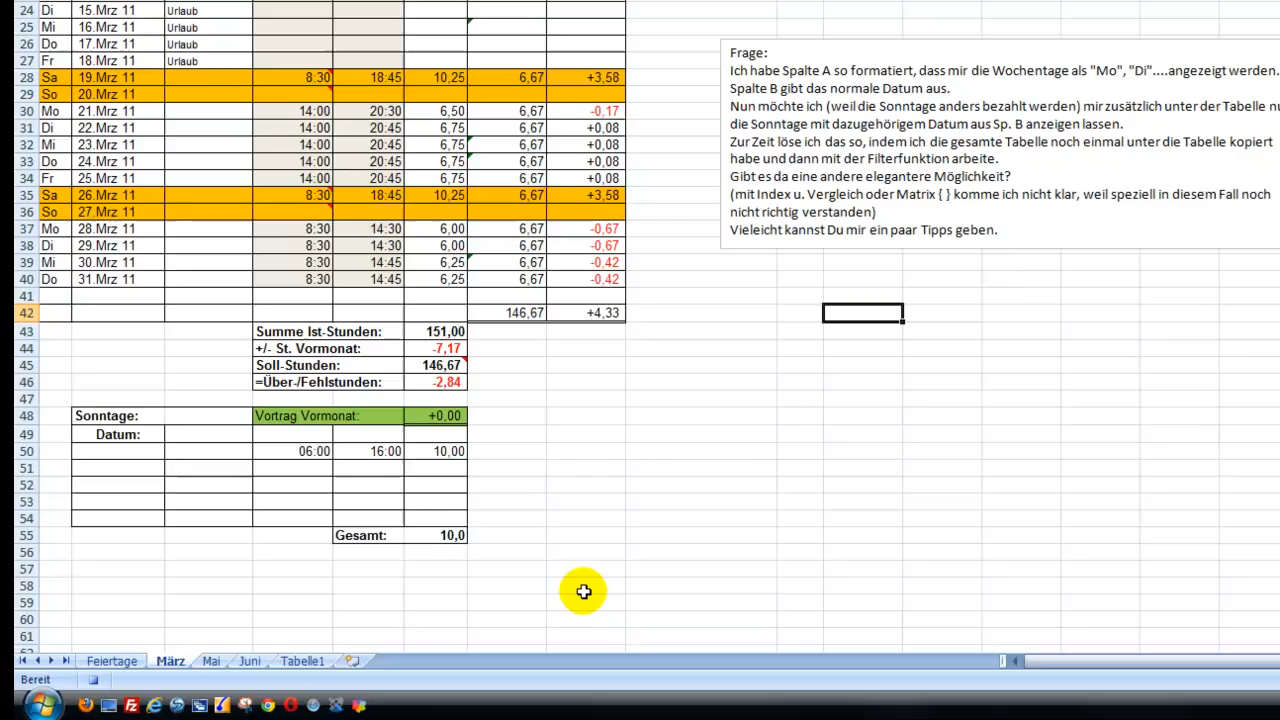 24 Di 15.Mrz 11 Urlaub
25 Mi 16.Mrz 11 Urlaub
26 Do 17.Mrz 11 Urlaub
27 Fr 18.Mrz 11 Urlaub
28 Sa 19.Mrz 11 8:30 18:45 10,25 6,67 +3,58
29 So 20.Mrz 11
30 Mo 21.Mrz 11 14:00 20:30 6,50 6,67 -0,17
31 Di 22.Mrz 11 14:00 20:45 6,75 6,67 +0,08
32 Mi 23.Mrz 11 14:00 20:45 6,75 6,67 +0,08
33 Do 24.Mrz 11 14:00 20:45 6,75 6,67 +0,08
34 Fr 25.Mrz 11 14:00 20:45 6,75 6,67 +0,08
35 Sa 26.Mrz 11 8:30 18:45 10,25 6,67 +3,58
36 So 27.Mrz 11
37 Mo 28.Mrz 11 8:30 14:30 6,00 6,67 -0,67
38 Di 29.Mrz 11 8:30 14:30 6,00 6,67 -0,67
39 Mi 30.Mrz 11 8:30 14:45 6,25 6,67 -0,42
40 Do 31.Mrz 11 8:30 14:45 6,25 6,67 -0,42
41
42 146,67 +4,33
43 Summe Ist-Stunden: 151,00
44 +/- St. Vormonat: -7,17
45 Soll-Stunden: 146,67
46 =Über-/Fehlstunden: -2,84
47
48 Sonntage: Vortrag Vormonat: +0,00
49 Datum:
50 06:00 16:00 10,00
51
52
53
54
55 Gesamt: 10,0
56
57
58
59
60
61
Frage:
Ich habe Spalte A so formatiert, dass mir die Wochentage als "Mo", "Di"....angezeigt werden.
Spalte B gibt das normale Datum aus.
Nun möchte ich (weil die Sonntage anders bezahlt werden) mir zusätzlich unter der Tabelle
die Sonntage mit dazugehörigem Datum aus Sp. B anzeigen lassen.
Zur Zeit löse ich das so, indem ich die gesamte Tabelle noch einmal unter die Tabelle kopiert
habe und dann mit der Filterfunktion arbeite.
Gibt es da eine andere elegantere Möglichkeit?
(mit Index u. Vergleich oder Matrix { } komme ich nicht klar, weil speziell in diesem Fall noch
nicht richtig verstanden)
Vieleicht kannst Du mir ein paar Tipps geben.
Feiertage März Mai Juni Tabelle1
Bereit